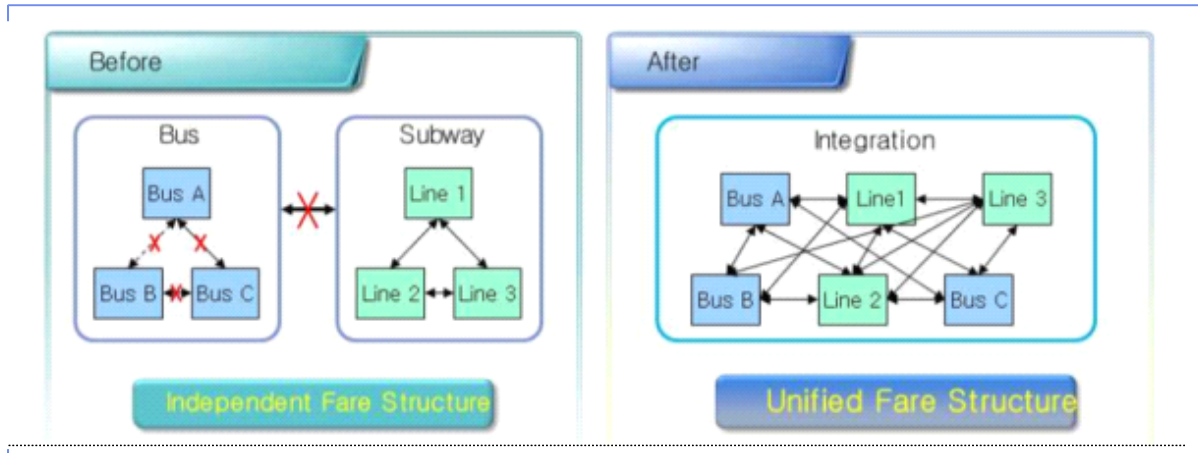 Before
Bus
Bus A
Bus B
Bus C
Subway
Line 1
Line 2
Line 3
Independent Fare Structure
After
Integration
Bus A
Line1
Line 3
Bus B
Line 2
Bus C
Unified Fare Structure